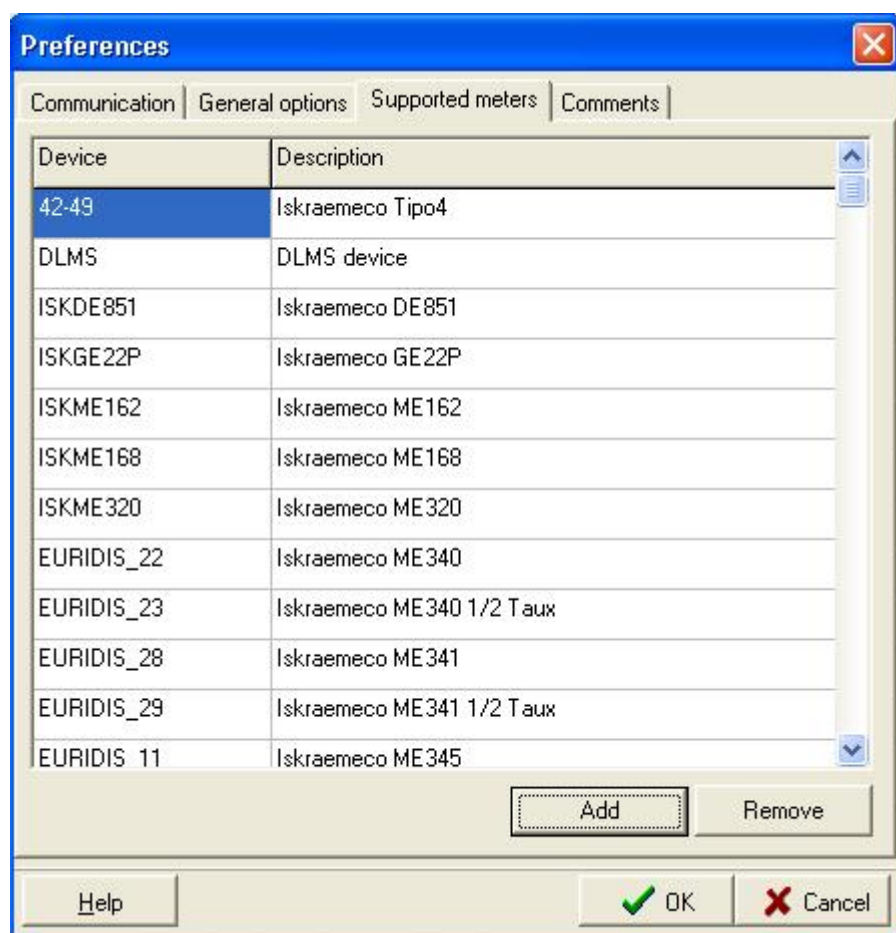 Preferences
Communication General options Supported meters Comments
Device Description
42-49 Iskraemeco Tipo4
DLMS DLMS device
ISKDE851 Iskraemeco DE851
ISKGE22P Iskraemeco GE22P
ISKME162 Iskraemeco ME162
ISKME168 Iskraemeco ME168
ISKME320 Iskraemeco ME320
EURIDIS_22 Iskraemeco ME340
EURIDIS_23 Iskraemeco ME340 1/2 Taux
EURIDIS_28 Iskraemeco ME341
EURIDIS_29 Iskraemeco ME341 1/2 Taux
EURIDIS_11 Iskraemeco ME345
Add Remove
Help OK Cancel